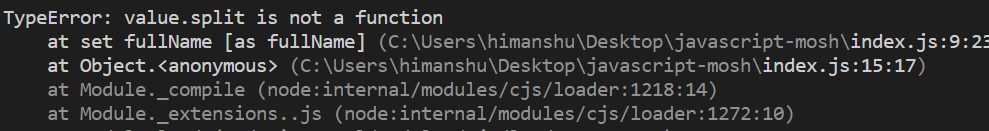 TypeError: value.split is not a function
at set fullName [as fullName] (C:\Users\himanshu\Desktop\javascript-mosh\index.js:9:23
at Object.<anonymous> (C:\Users\himanshu\Desktop\javascript-mosh\index.js:15:17)
at Module._compile (node:internal/modules/cjs/loader:1218:14)
at Module._extensions..js (node:internal/modules/cjs/loader:1272:10)